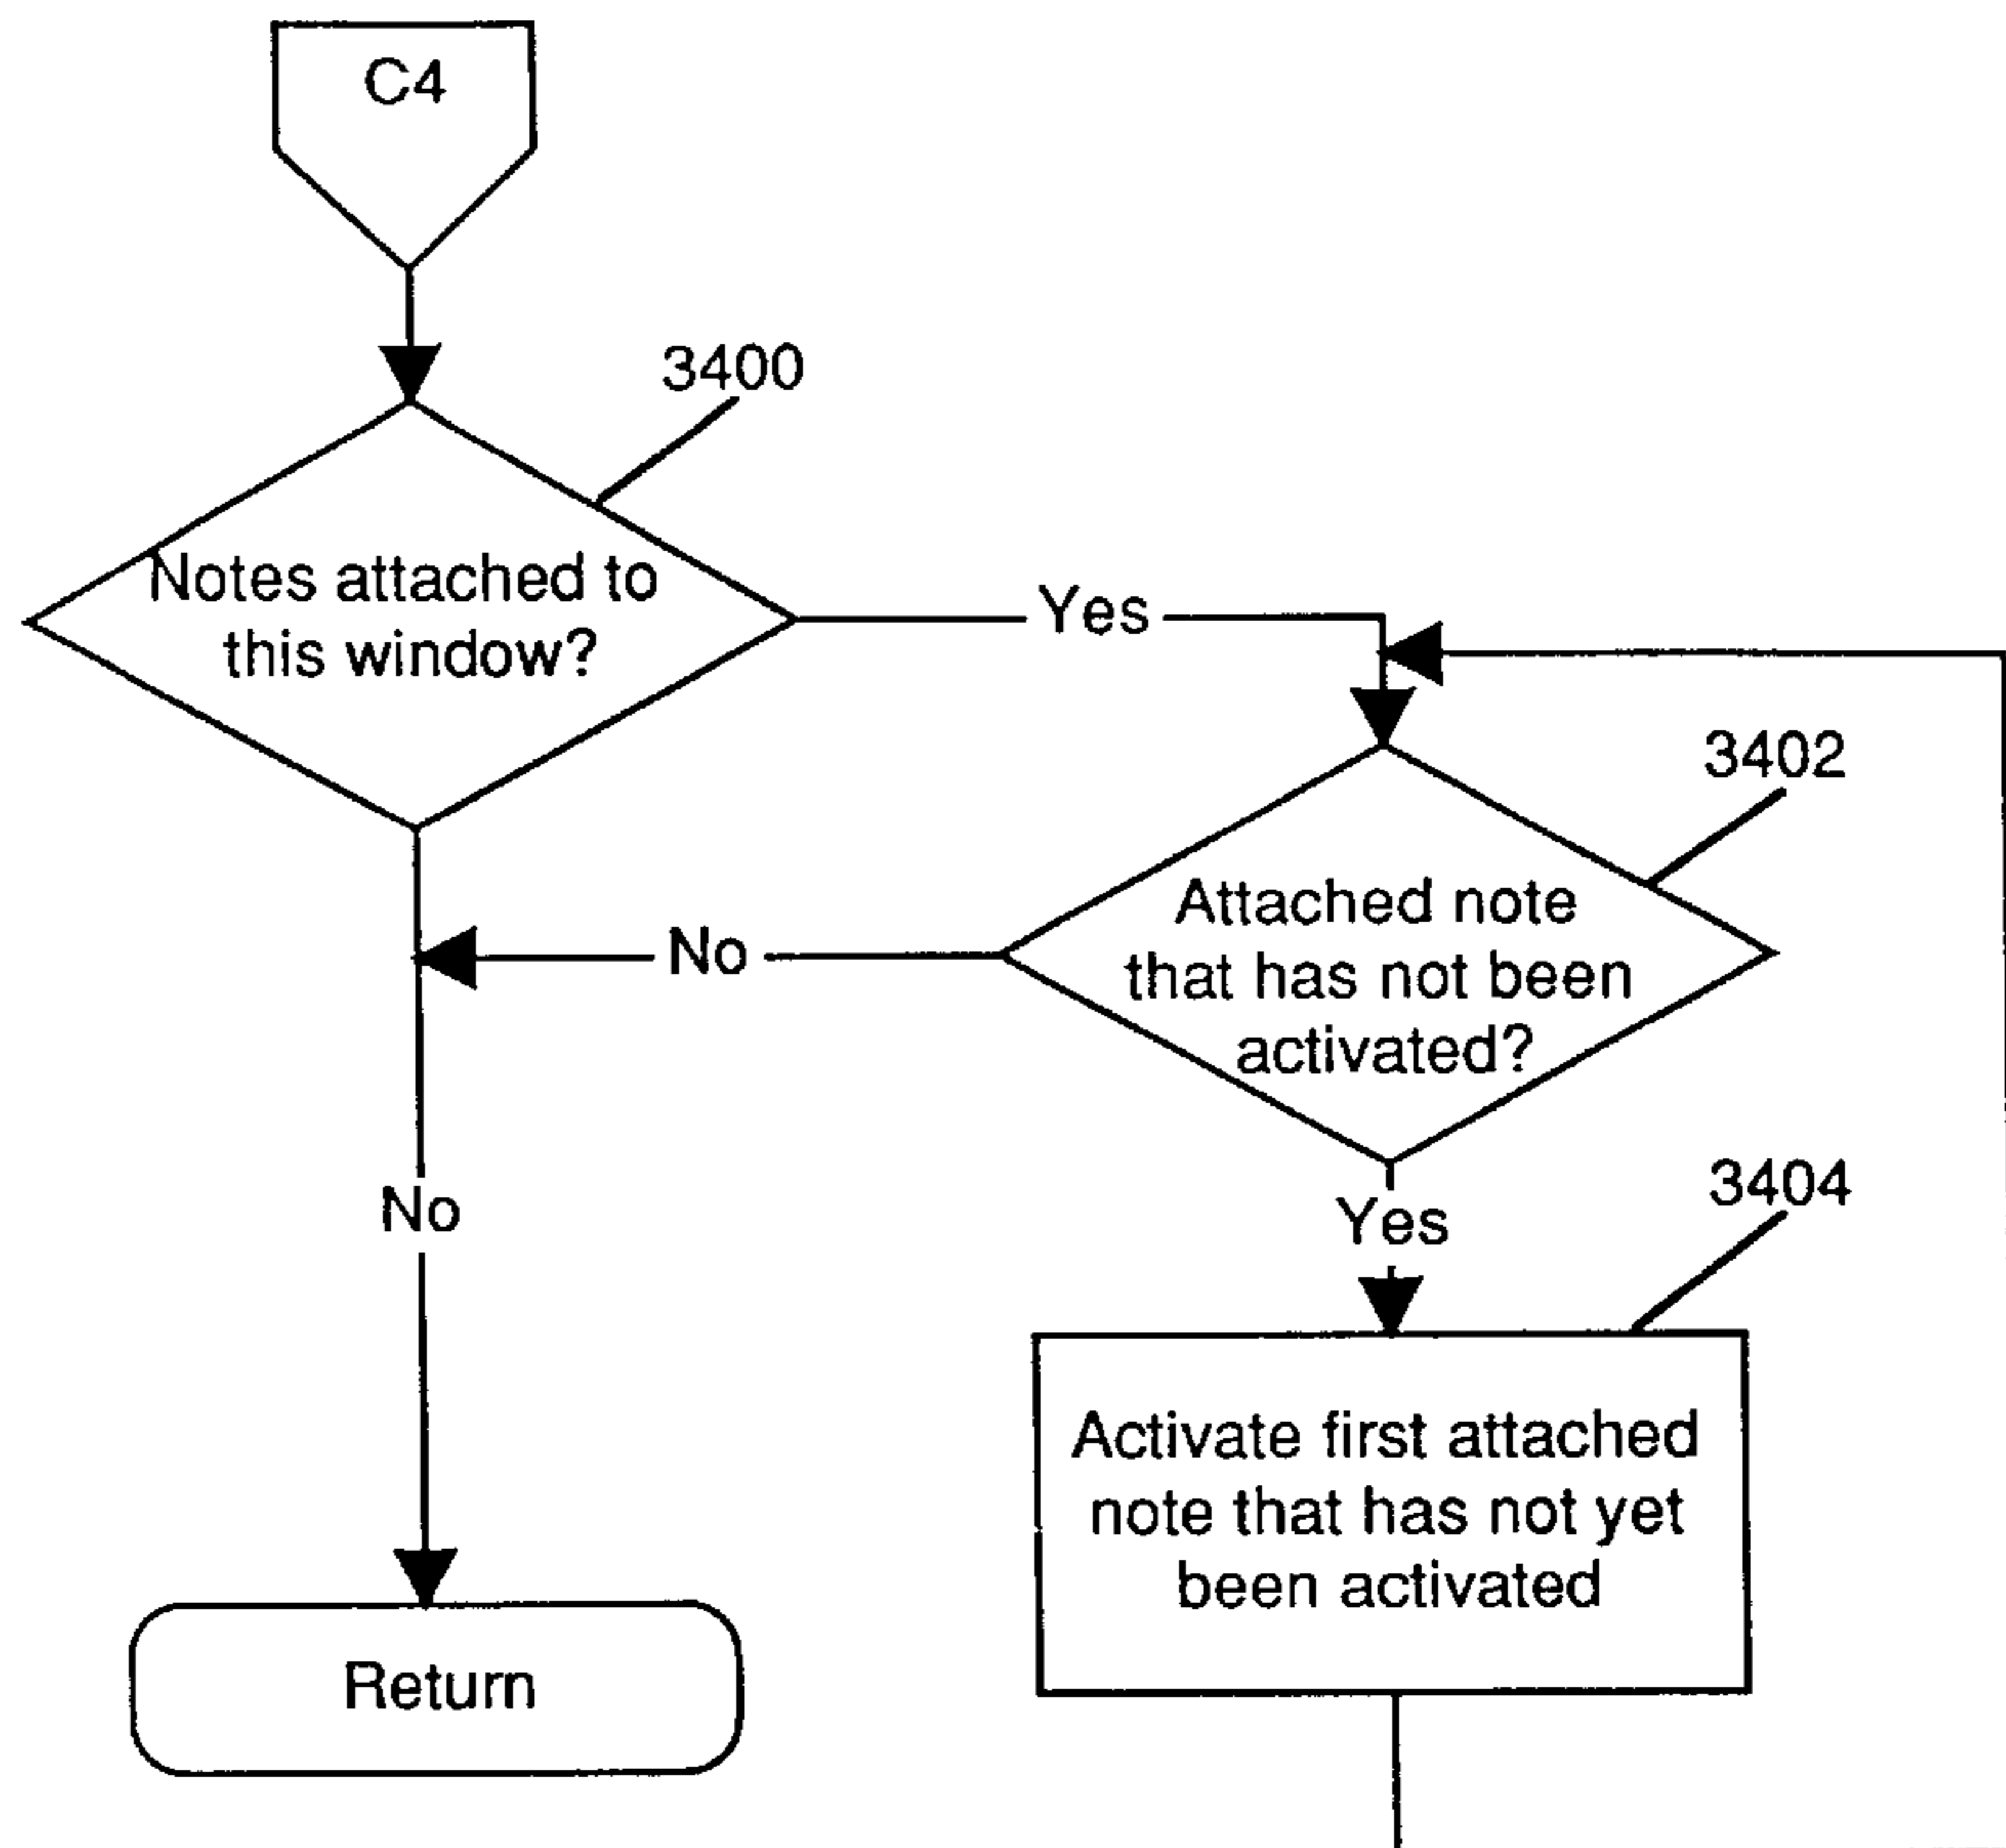 C4
3400
Notes attached to
this window?
Yes
3402
Attached note
that has not been
activated?
No
Yes
3404
No
Activate first attached
note that has not yet
been activated
Return